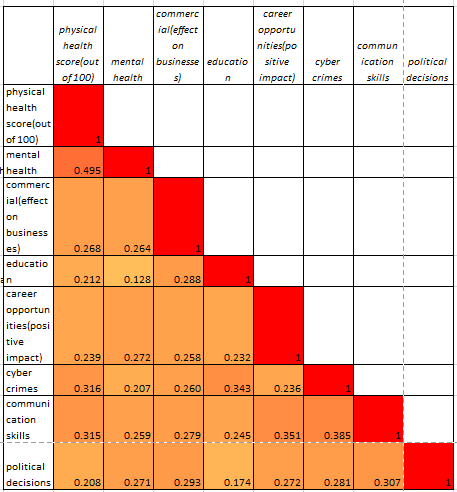 physical health score(out of 100) mental health commercial(effect on businesses) education career opportunities(positive impact) cyber crimes communication skills political decisions
physical health score(out of 100) 1
mental health 0.495 1
commercial(effect on businesses) 0.268 0.264 1
education 0.212 0.128 0.288 1
career opportunities(positive impact) 0.239 0.272 0.258 0.232 1
cyber crimes 0.316 0.207 0.260 0.343 0.236 1
communication skills 0.315 0.259 0.279 0.245 0.351 0.385 1
political decisions 0.208 0.271 0.293 0.174 0.272 0.281 0.307 1